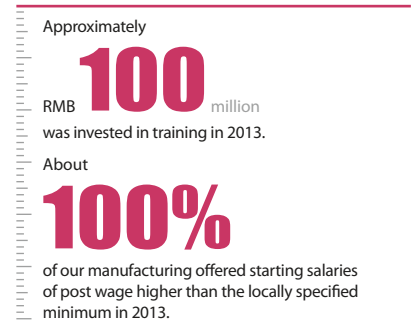 Approximately
RMB 100 million
was invested in training in 2013.
About
100%
of our manufacturing offered starting salaries
of post wage higher than the locally specified
minimum in 2013.